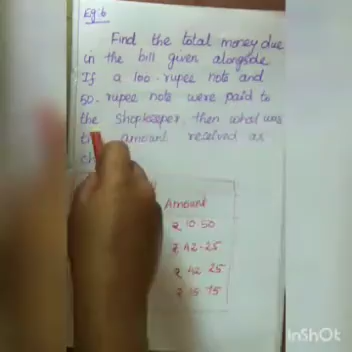 Eg:6
Find the total money due
in the bill given alongside
If a 100-rupee note and
50-rupee note were paid to
the shopkeeper, then what was
amount received as
Amount
₹ 10.50
₹ 42.25
₹ 42 25
InShOt